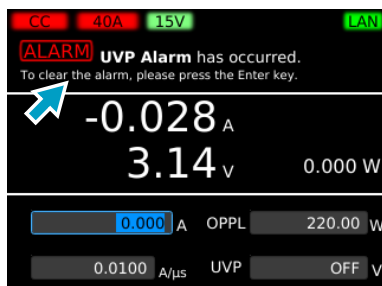 CC 40A 15V LAN
ALARM UVP Alarm has occurred.
To clear the alarm, please press the Enter key.
-0.028 A
3.14 V 0.000 W
0.000 A OPPL 220.00 W
0.0100 A/µs UVP OFF V